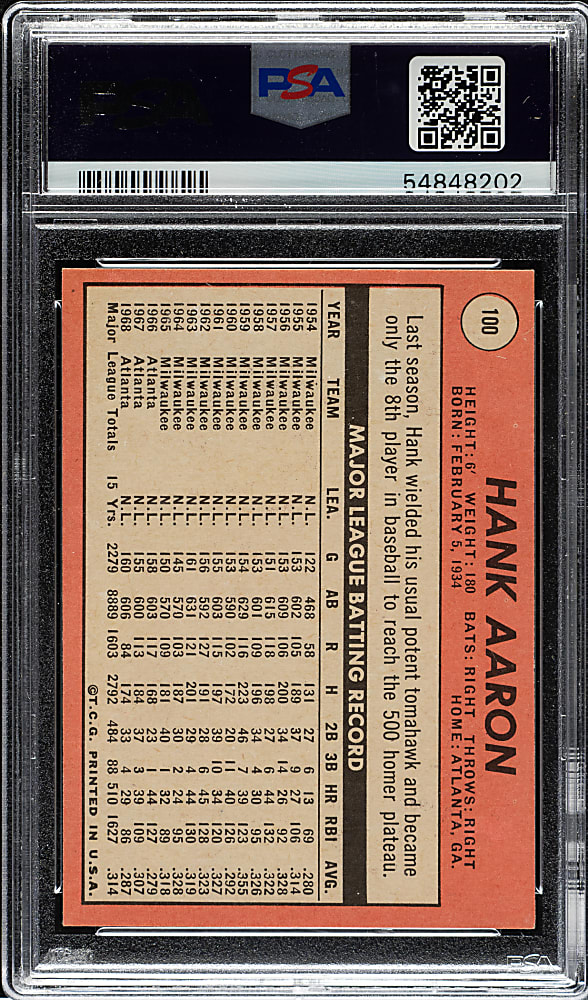 PSA
54848202
100
HANK AARON
HEIGHT: 6' WEIGHT: 180 BATS: RIGHT THROWS: RIGHT
BORN: FEBRUARY 5, 1934 HOME: ATLANTA, GA.
Last season, Hank wielded his usual potent tomahawk and became
only the 8th player in baseball to reach the 500 homer plateau.
MAJOR LEAGUE BATTING RECORD
YEAR TEAM LEA. G AB R H 2B 3B HR RBI AVG.
1954 Milwaukee N.L. 122 468 58 131 27 6 13 69 .280
1955 Milwaukee N.L. 153 602 105 189 37 9 27 106 .314
1956 Milwaukee N.L. 153 609 106 200 34 14 26 92 .328
1957 Milwaukee N.L. 151 615 118 198 27 6 44 132 .322
1958 Milwaukee N.L. 153 601 109 196 34 4 30 95 .326
1959 Milwaukee N.L. 154 629 116 223 46 7 39 123 .355
1960 Milwaukee N.L. 153 590 102 172 20 11 40 126 .292
1961 Milwaukee N.L. 155 603 115 197 39 10 34 120 .327
1962 Milwaukee N.L. 156 592 127 191 28 6 45 128 .323
1963 Milwaukee N.L. 161 631 121 201 29 4 44 130 .319
1964 Milwaukee N.L. 145 570 103 187 30 2 24 95 .328
1965 Milwaukee N.L. 150 570 109 181 40 1 32 89 .318
1966 Atlanta N.L. 158 603 117 168 23 1 44 127 .279
1967 Atlanta N.L. 155 600 113 184 37 3 39 109 .307
1968 Atlanta N.L. 160 606 84 174 33 4 29 86 .287
Major League Totals 15 Yrs. 2279 8889 1603 2792 484 88 510 1627 .314
©T.C.G. PRINTED IN U.S.A.
PSA